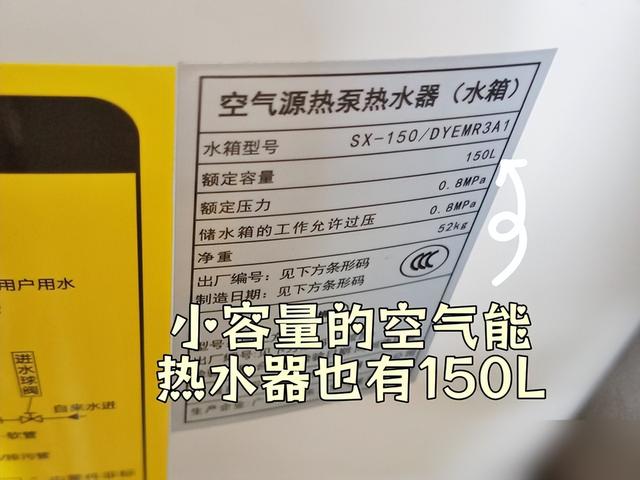 空气源热泵热水器（水箱）
水箱型号 SX-150/DYEMR3A1
额定容量 150L
额定压力 0.8MPa
储水箱的工作允许过压 0.8MPa
净重 52kg
出厂编号：见下方条形码
制造日期：见下方条形码
CCC
小容量的空气能
热水器也有150L
用户用水
进水球阀
自来水进
软管
排污管